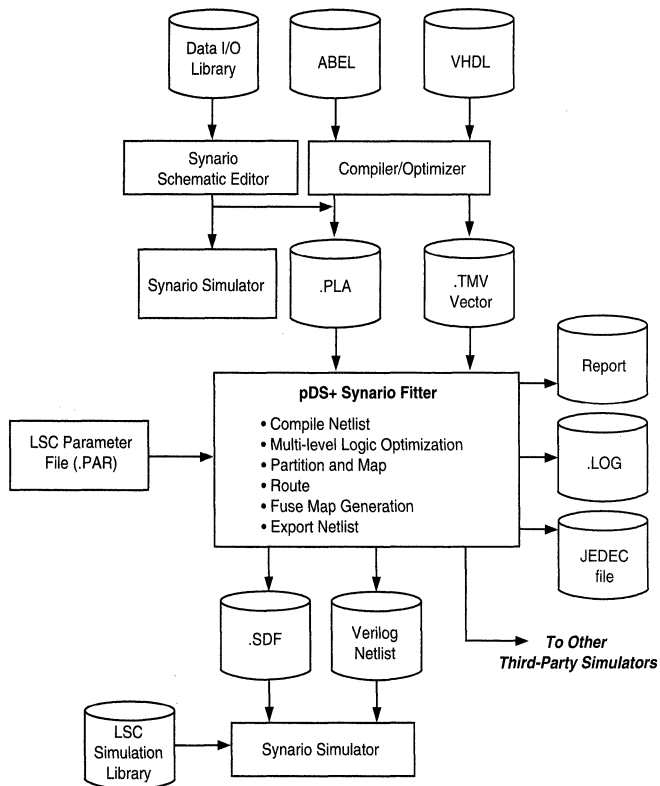 Data I/O
Library
ABEL
VHDL
Synario
Schematic Editor
Compiler/Optimizer
Synario Simulator
.PLA
.TMV
Vector
pDS+ Synario Fitter
• Compile Netlist
• Multi-level Logic Optimization
• Partition and Map
• Route
• Fuse Map Generation
• Export Netlist
LSC Parameter
File (.PAR)
Report
.LOG
JEDEC
file
.SDF
Verilog
Netlist
To Other
Third-Party Simulators
LSC
Simulation
Library
Synario Simulator